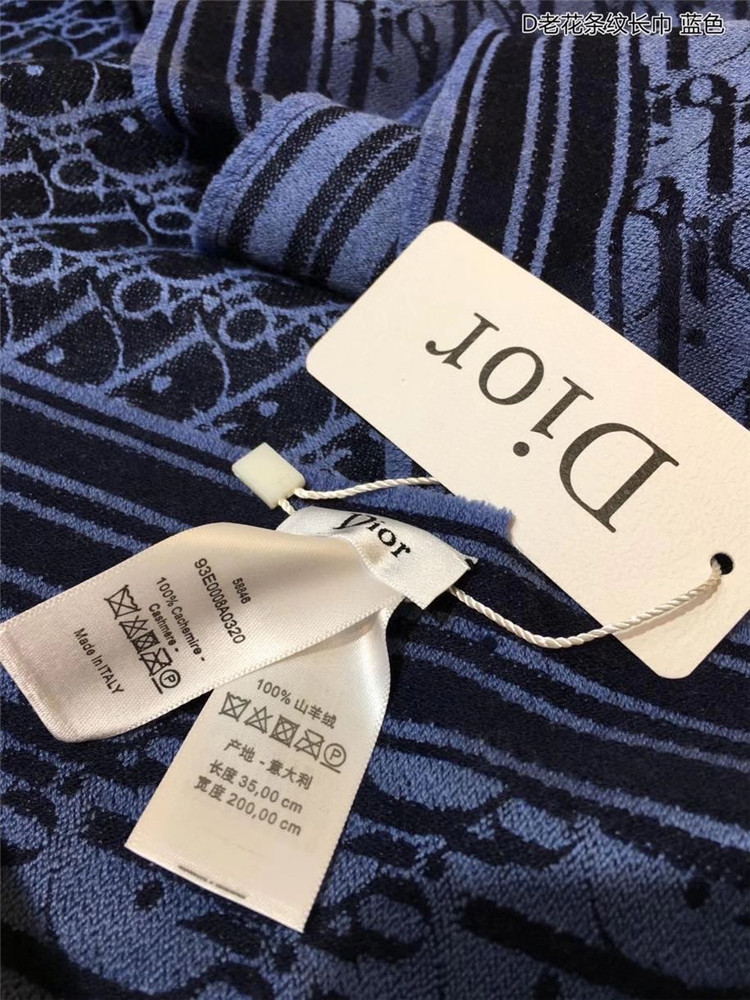 D老花条纹长巾 蓝色
Dior
Dior
58846
93E0008A0320
100% Cachemire -
Cashmere -
Made in ITALY
100% 山羊绒
产地 - 意大利
长度 35,00 cm
宽度 200,00 cm